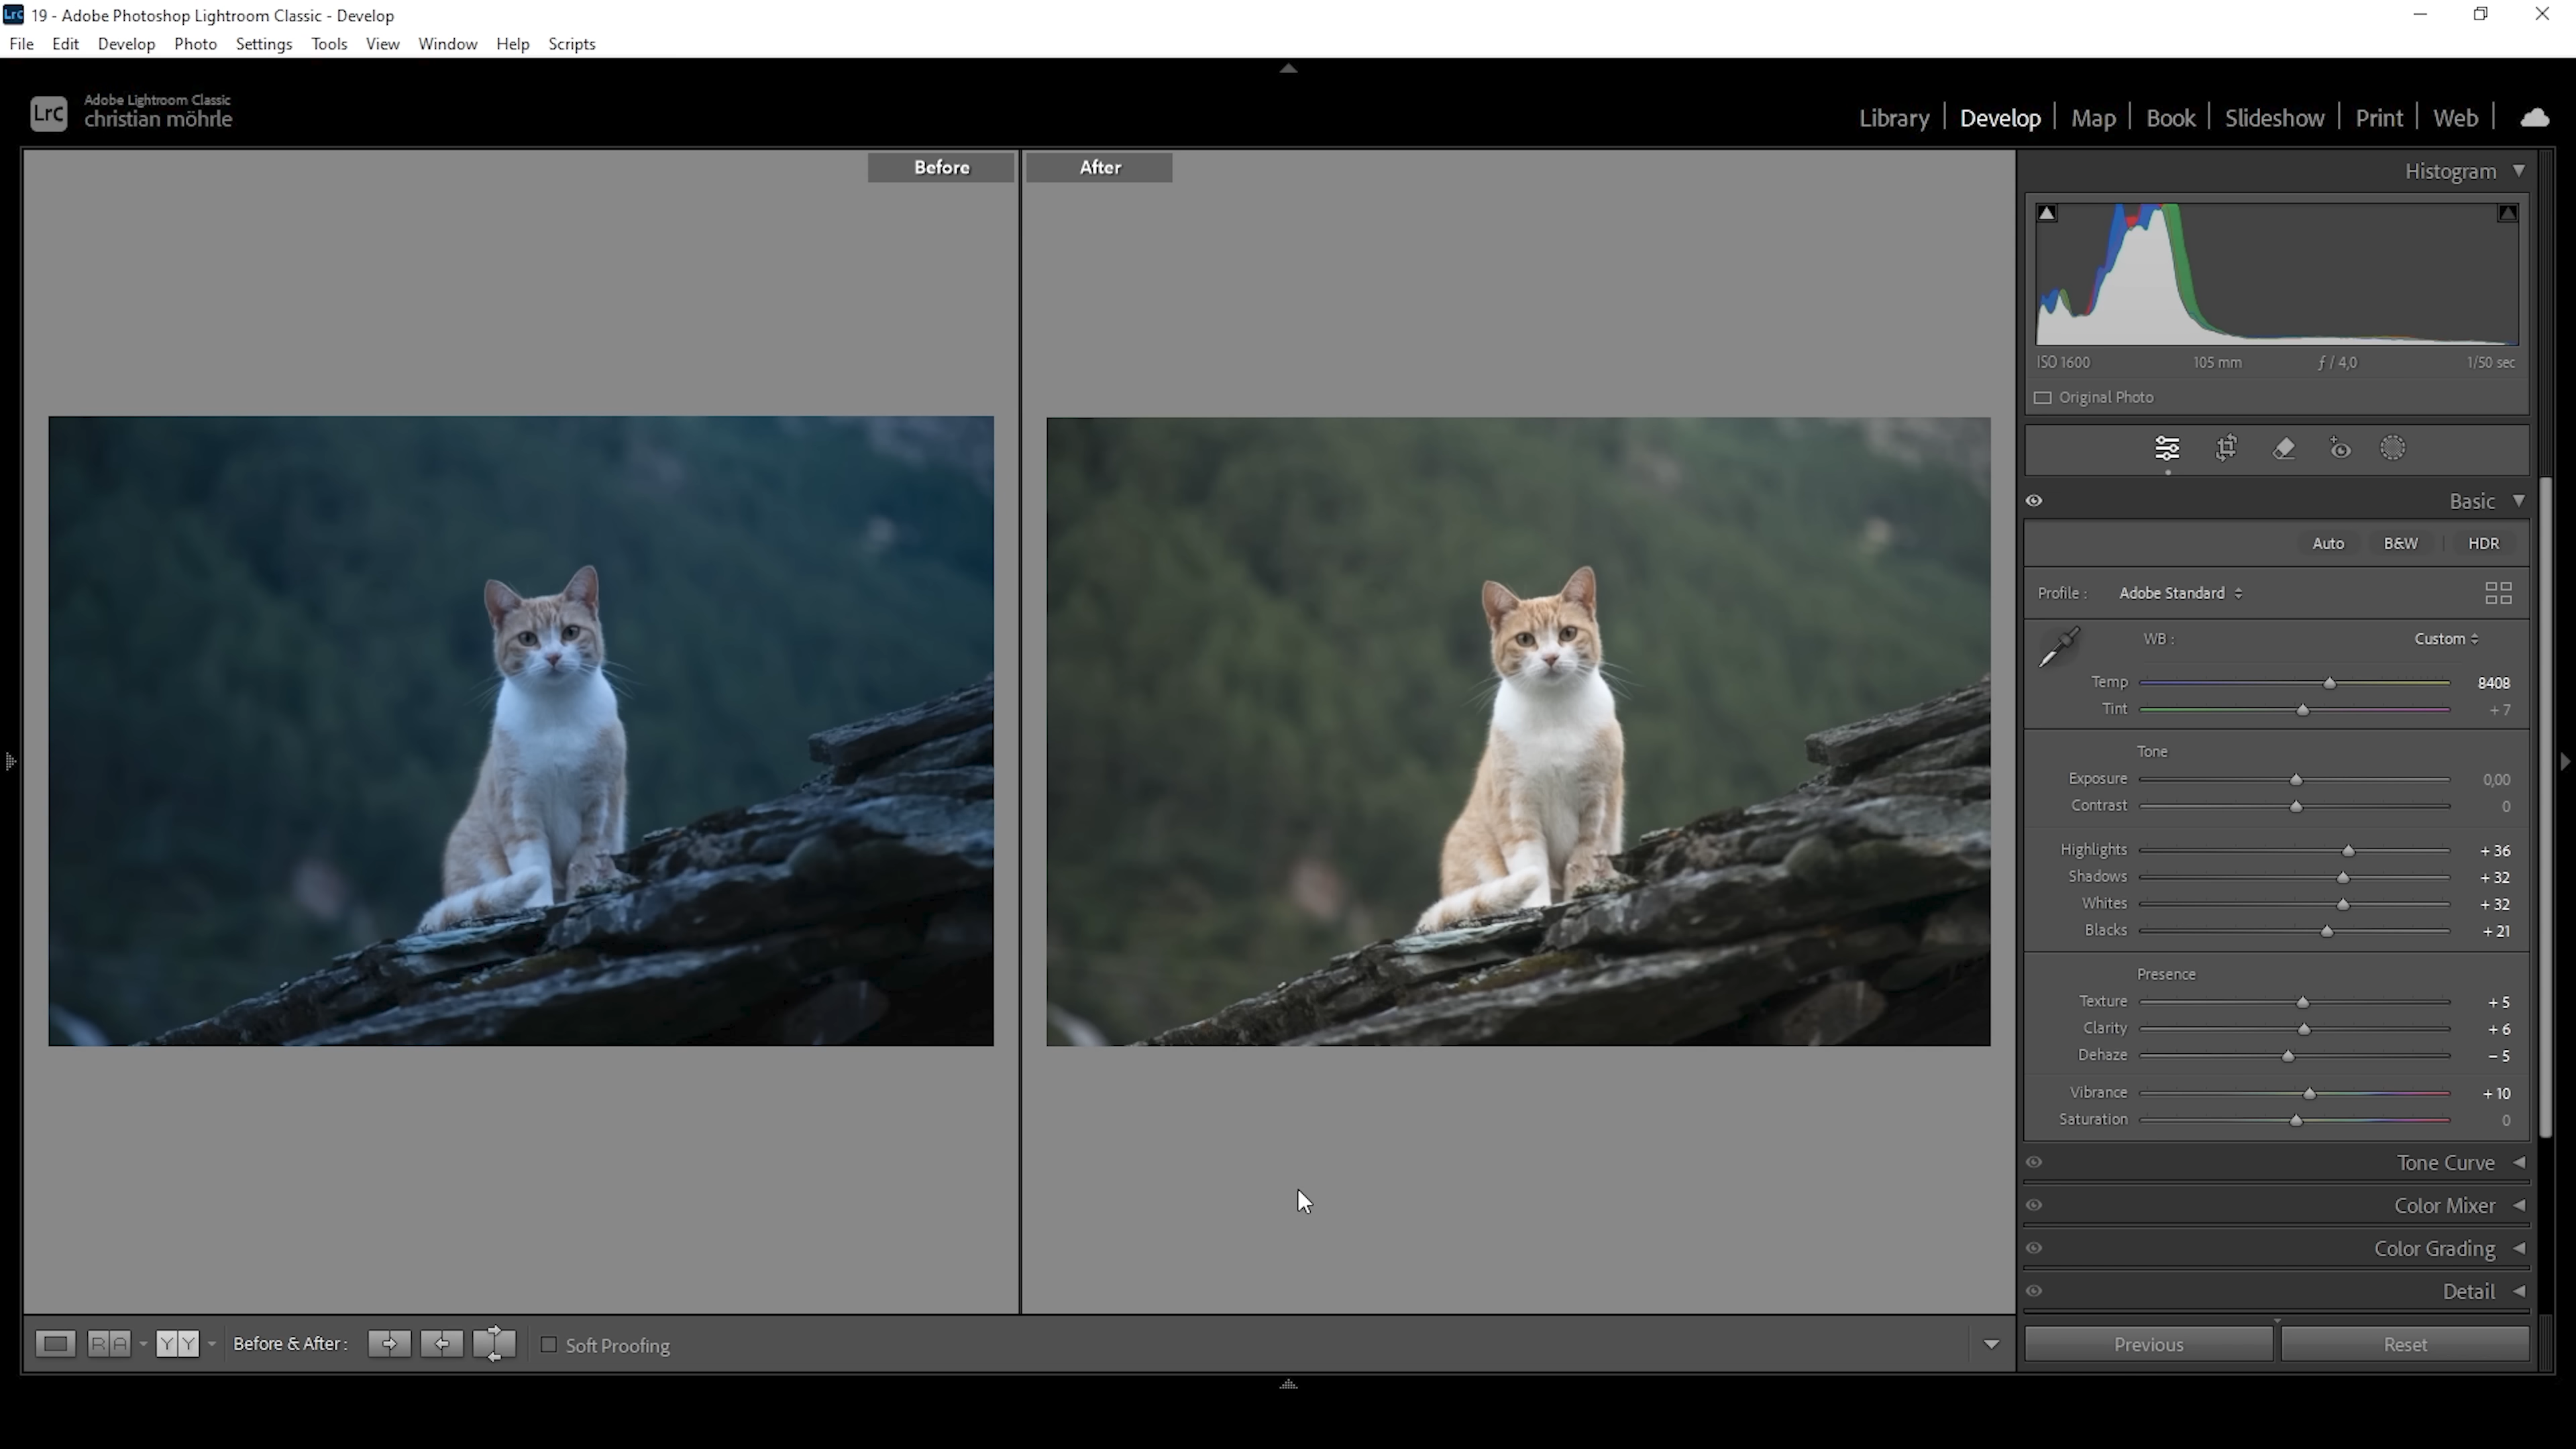 19 - Adobe Photoshop Lightroom Classic - Develop
File Edit Develop Photo Settings Tools View Window Help Scripts
Lrc
Adobe Lightroom Classic
christian möhrle
Library | Develop | Map | Book | Slideshow | Print | Web |
Before
After
Histogram
ISO 1600 105 mm ƒ / 4,0 1/50 sec
Original Photo
Basic
Auto B&W HDR
Profile : Adobe Standard
WB : Custom
Temp 8408
Tint + 7
Tone
Exposure 0,00
Contrast 0
Highlights + 36
Shadows + 32
Whites + 32
Blacks + 21
Presence
Texture + 5
Clarity + 6
Dehaze − 5
Vibrance + 10
Saturation 0
Tone Curve
Color Mixer
Color Grading
Detail
R A Y Y Before & After : Soft Proofing
Previous Reset